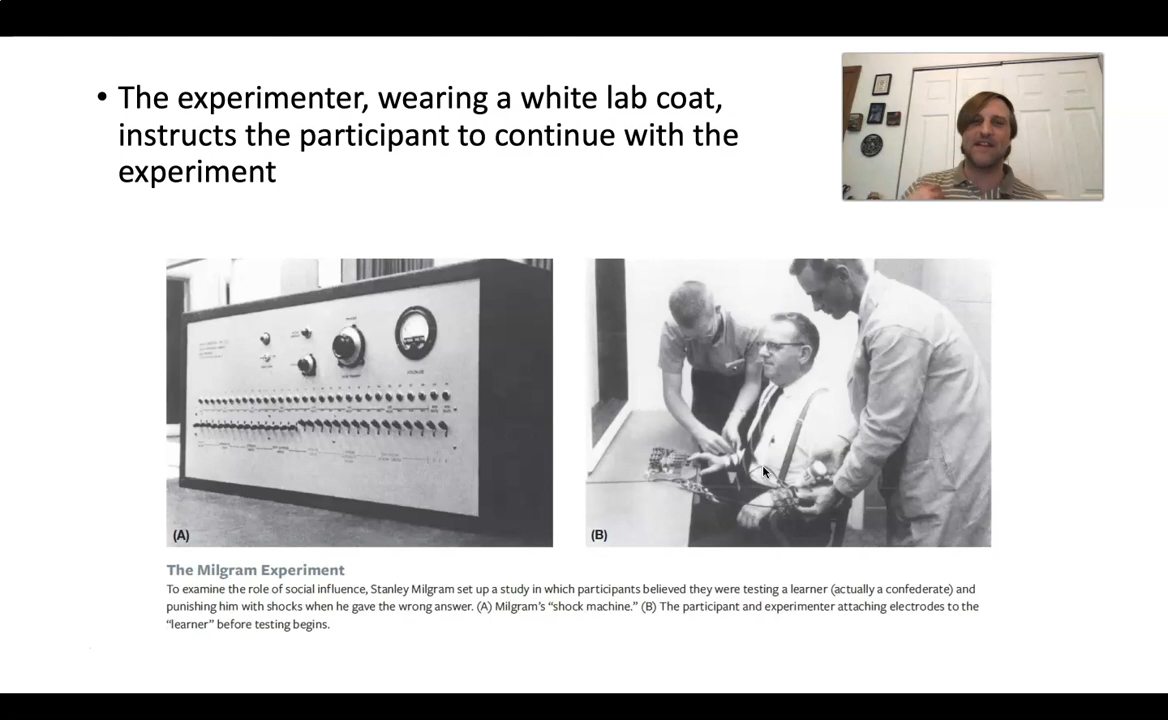 • The experimenter, wearing a white lab coat,
instructs the participant to continue with the
experiment
(A)
(B)
The Milgram Experiment
To examine the role of social influence, Stanley Milgram set up a study in which participants believed they were testing a learner (actually a confederate) and
punishing him with shocks when he gave the wrong answer. (A) Milgram's “shock machine.” (B) The participant and experimenter attaching electrodes to the
“learner” before testing begins.